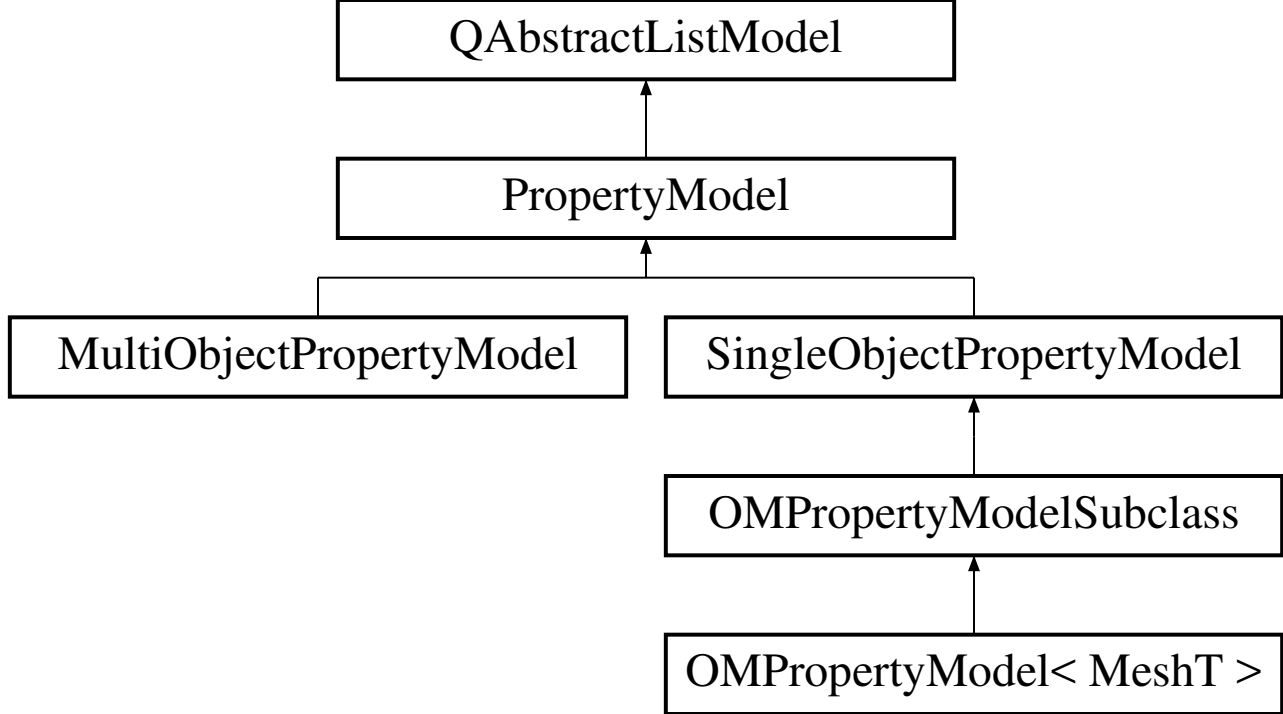 QAbstractListModel
PropertyModel
MultiObjectPropertyModel
SingleObjectPropertyModel
OMPropertyModelSubclass
OMPropertyModel< MeshT >